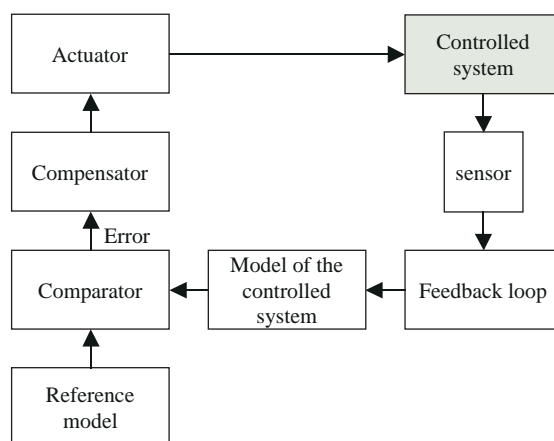 Actuator
Controlled
system
Compensator
sensor
Error
Comparator
Model of the
controlled
system
Feedback loop
Reference
model